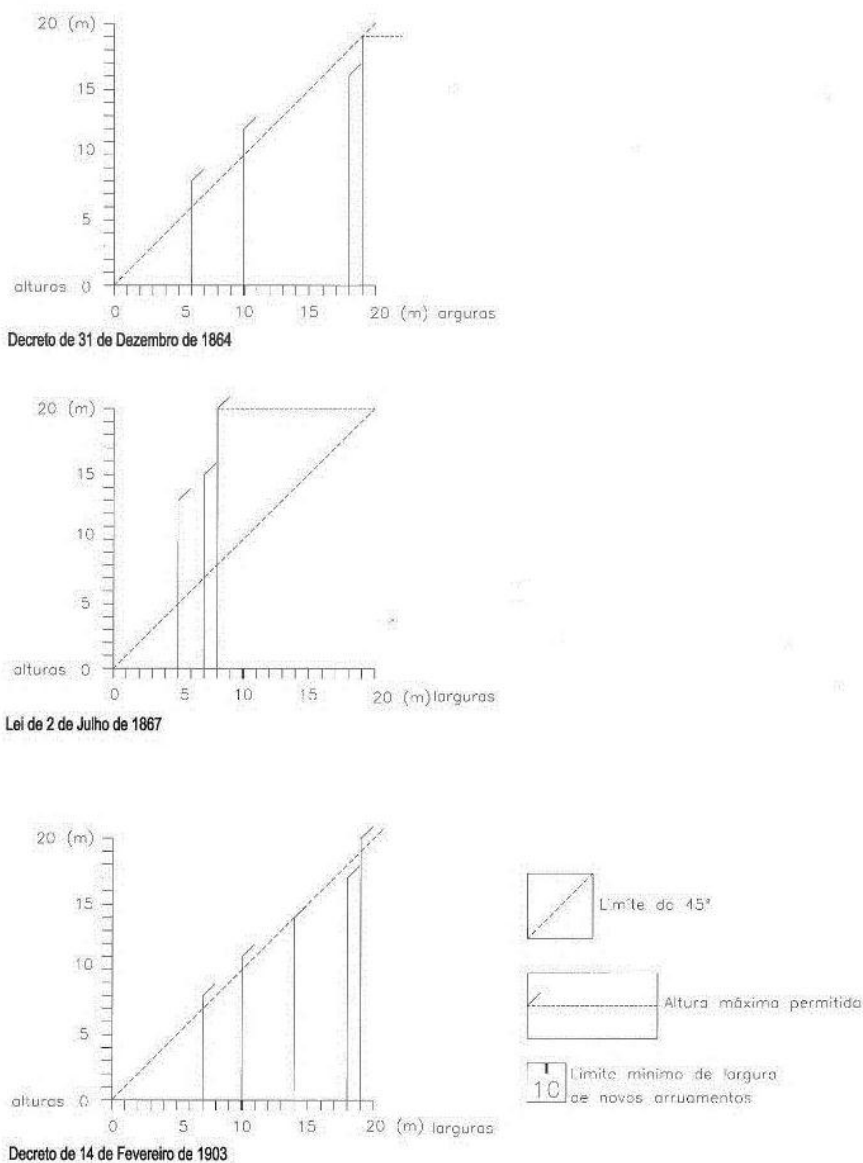 20 (m)
15
10
5
alturas 0
0 5 10 15 20 (m) arguras
Decreto de 31 de Dezembro de 1864
20 (m)
15
10
5
alturas 0
0 5 10 15 20 (m) larguras
Lei de 2 de Julho de 1867
20 (m)
15
10
5
alturas 0
0 5 10 15 20 (m) larguras
Decreto de 14 de Fevereiro de 1903
Limite do 45°
Altura máxima permitida
10
Limite mínimo de largura
de novos arruamentos